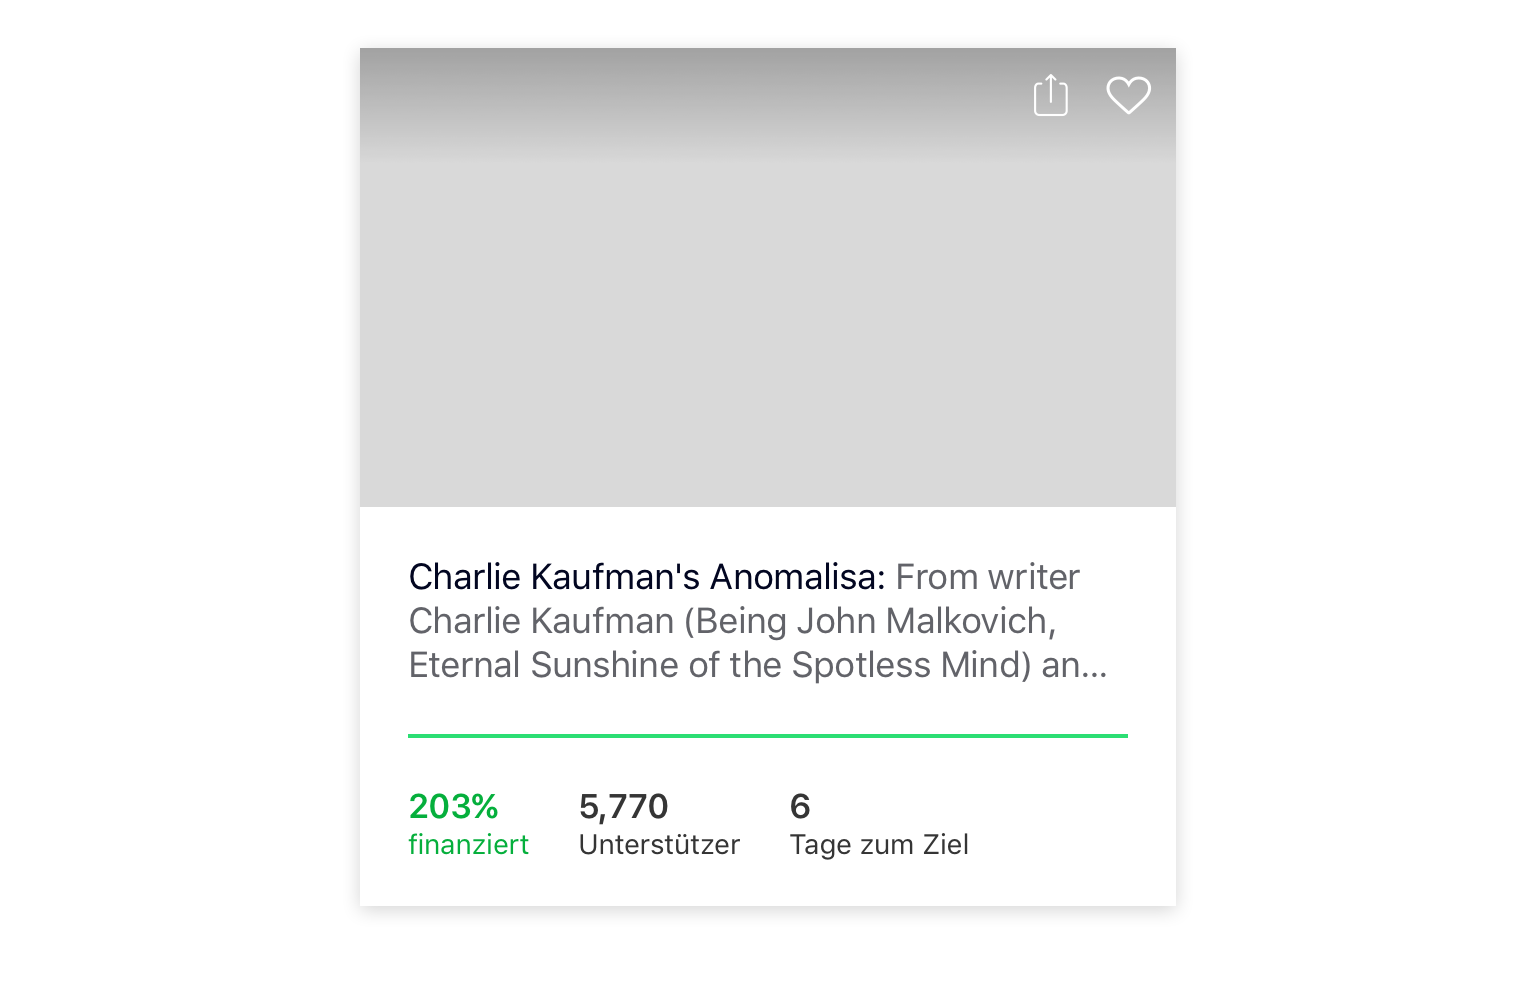 Charlie Kaufman's Anomalisa: From writer
Charlie Kaufman (Being John Malkovich,
Eternal Sunshine of the Spotless Mind) an...
203%
finanziert
5,770
Unterstützer
6
Tage zum Ziel